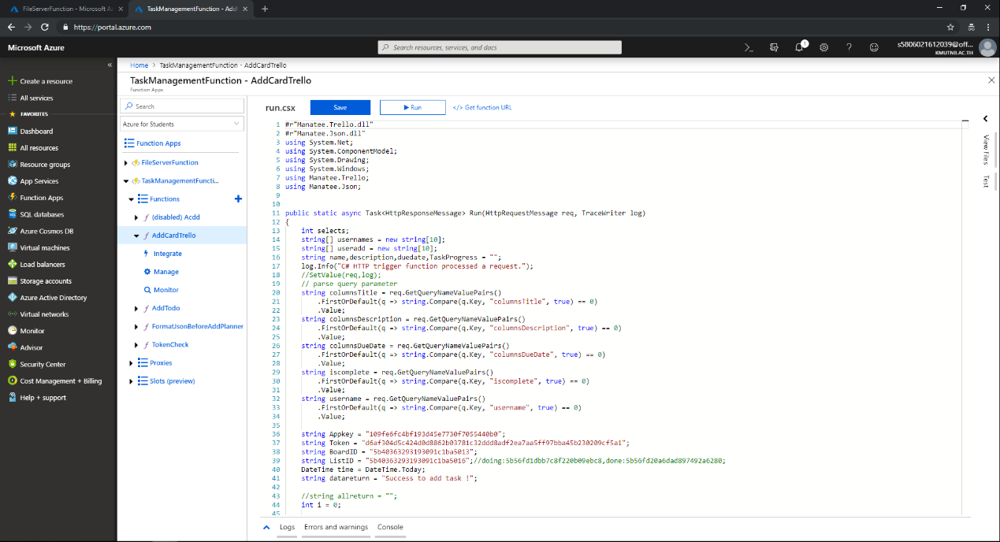 FileServerFunction - Microsoft A
TaskManagementFunction - Add
https://portal.azure.com
Microsoft Azure
Search resources, services, and docs
1
s5806021612039@off...
KMUTNB.AC.TH
Create a resource
All services
FAVORITES
Dashboard
All resources
Resource groups
App Services
Function Apps
SQL databases
Azure Cosmos DB
Virtual machines
Load balancers
Storage accounts
Azure Active Directory
Virtual networks
Monitor
Advisor
Security Center
Cost Management + Billing
Help + support
Home > TaskManagementFunction - AddCardTrello
TaskManagementFunction - AddCardTrello
Function Apps
Search
Azure for Students
Function Apps
FileServerFunction
TaskManagementFuncti...
Functions
(disabled) Acdd
AddCardTrello
Integrate
Manage
Monitor
AddTodo
FormatJsonBeforeAddPlanner
TokenCheck
Proxies
Slots (preview)
run.csx
Save
Run
</> Get function URL
1 #r"Manatee.Trello.dll"
2 #r"Manatee.Json.dll"
3 using System.Net;
4 using System.ComponentModel;
5 using System.Drawing;
6 using System.Windows;
7 using Manatee.Trello;
8 using Manatee.Json;
9
10
11 public static async Task<HttpResponseMessage> Run(HttpRequestMessage req, TraceWriter log)
12 {
13 int selects;
14 string[] usernames = new string[10];
15 string[] useradd = new string[10];
16 string name,description,duedate,TaskProgress = "";
17 log.Info("C# HTTP trigger function processed a request.");
18 //SetValue(req,log);
19 // parse query parameter
20 string columnsTitle = req.GetQueryNameValuePairs()
21 .FirstOrDefault(q => string.Compare(q.Key, "columnsTitle", true) == 0)
22 .Value;
23 string columnsDescription = req.GetQueryNameValuePairs()
24 .FirstOrDefault(q => string.Compare(q.Key, "columnsDescription", true) == 0)
25 .Value;
26 string columnsDueDate = req.GetQueryNameValuePairs()
27 .FirstOrDefault(q => string.Compare(q.Key, "columnsDueDate", true) == 0)
28 .Value;
29 string iscomplete = req.GetQueryNameValuePairs()
30 .FirstOrDefault(q => string.Compare(q.Key, "iscomplete", true) == 0)
31 .Value;
32 string username = req.GetQueryNameValuePairs()
33 .FirstOrDefault(q => string.Compare(q.Key, "username", true) == 0)
34 .Value;
35
36 string Appkey = "109fe6fc4bf193d45e7730f7055440b0";
37 string Token = "d6af304d5c424d0d8862b03781c32ddd8adf2ea7aa5ff97bba45b230209cf5a1";
38 string BoardID = "5b40363293193091c1ba5013";
39 string ListID = "5b40363293193091c1ba5016";//doing:5b56fd1dbb7c8f220b09ebc8,done:5b56fd20a6dad897492a6280;
40 DateTime time = DateTime.Today;
41 string datareturn = "Success to add task !";
42
43 //string allreturn = "";
44 int i = 0;
45
View files
Test
Logs
Errors and warnings
Console